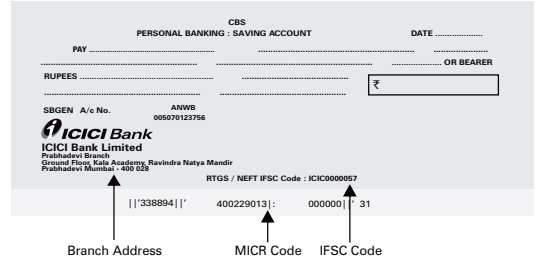 CBS
PERSONAL BANKING : SAVING ACCOUNT DATE ...................
PAY ..................................................... .................................................................. .......................
.................................................................. ...................................................... .................... OR BEARER
RUPEES ......................................................... .............................................
₹
.................................................................. ......................................................
SBGEN A/c No. ANWB
005070123756
ICICI Bank
ICICI Bank Limited
Prabhadevi Branch
Ground Floor, Kala Academy, Ravindra Natya Mandir
Prabhadevi Mumbai - 400 028
RTGS / NEFT IFSC Code : ICIC0000057
||'338894||' 400229013|: 000000||' 31
Branch Address MICR Code IFSC Code